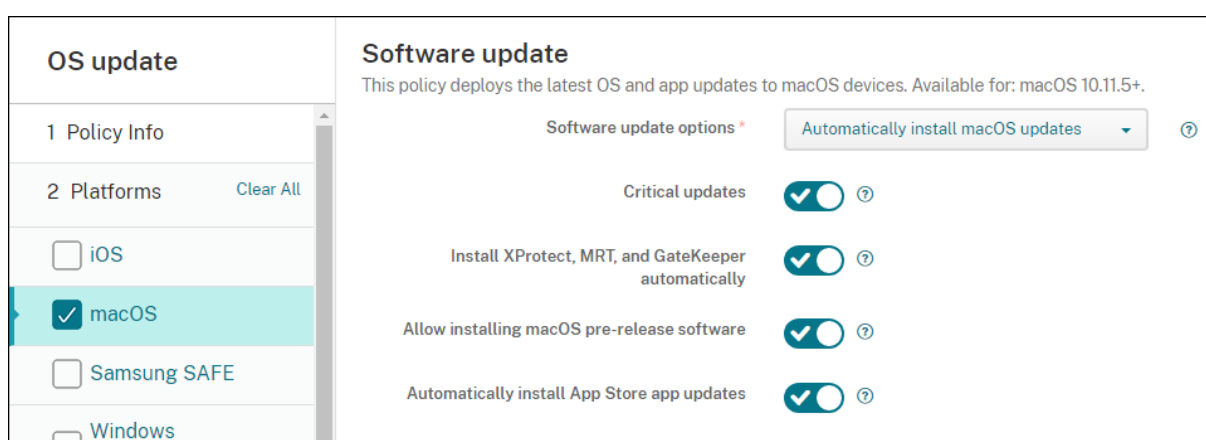 OS update
1 Policy Info
2 Platforms Clear All
iOS
macOS
Samsung SAFE
Windows
Software update
This policy deploys the latest OS and app updates to macOS devices. Available for: macOS 10.11.5+.
Software update options * Automatically install macOS updates
Critical updates
Install XProtect, MRT, and GateKeeper
automatically
Allow installing macOS pre-release software
Automatically install App Store app updates